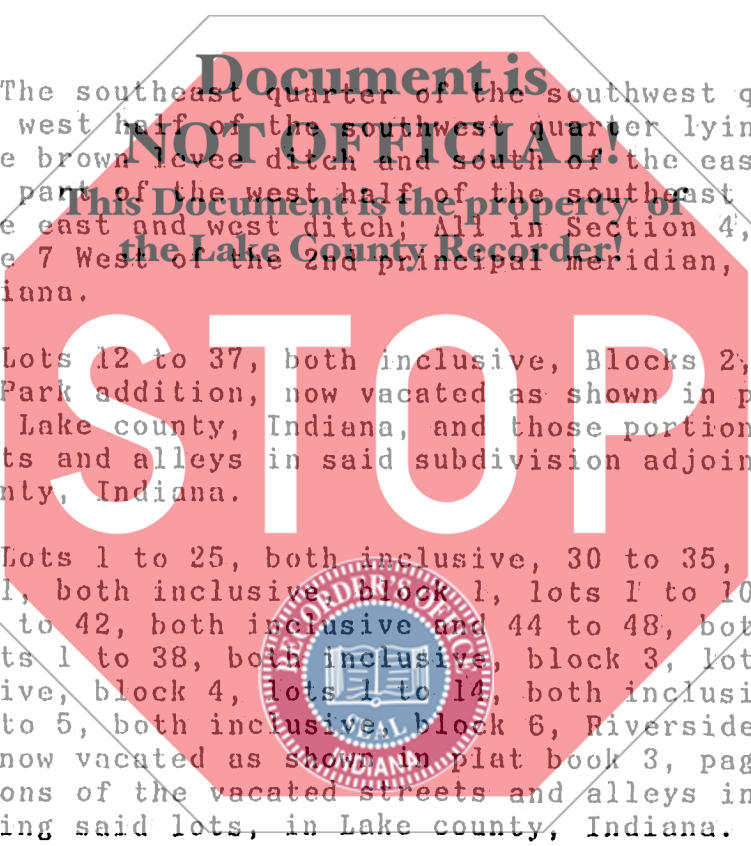 Document is
NOT OFFICIAL!
This Document is the property of
the Lake County Recorder!
STOP
The southeast quarter of the southwest q
west half of the southwest quarter lyin
e brown levee ditch and south of the eas
part of the west half of the southeast
e east and west ditch; All in Section 4,
e 7 West of the 2nd principal meridian,
iana.
Lots 12 to 37, both inclusive, Blocks 2,
Park addition, now vacated as shown in p
Lake county, Indiana, and those portion
ts and alleys in said subdivision adjoin
nty, Indiana.
Lots 1 to 25, both inclusive, 30 to 35,
1, both inclusive, block 1, lots 1 to 10
to 42, both inclusive and 44 to 48, bot
ts 1 to 38, both inclusive, block 3, lot
ive, block 4, lots 1 to 14, both inclusi
to 5, both inclusive, block 6, Riverside
now vacated as shown in plat book 3, pag
ons of the vacated streets and alleys in
ing said lots, in Lake county, Indiana.
RECORDER'S OFFICE
SEAL
INDIANA